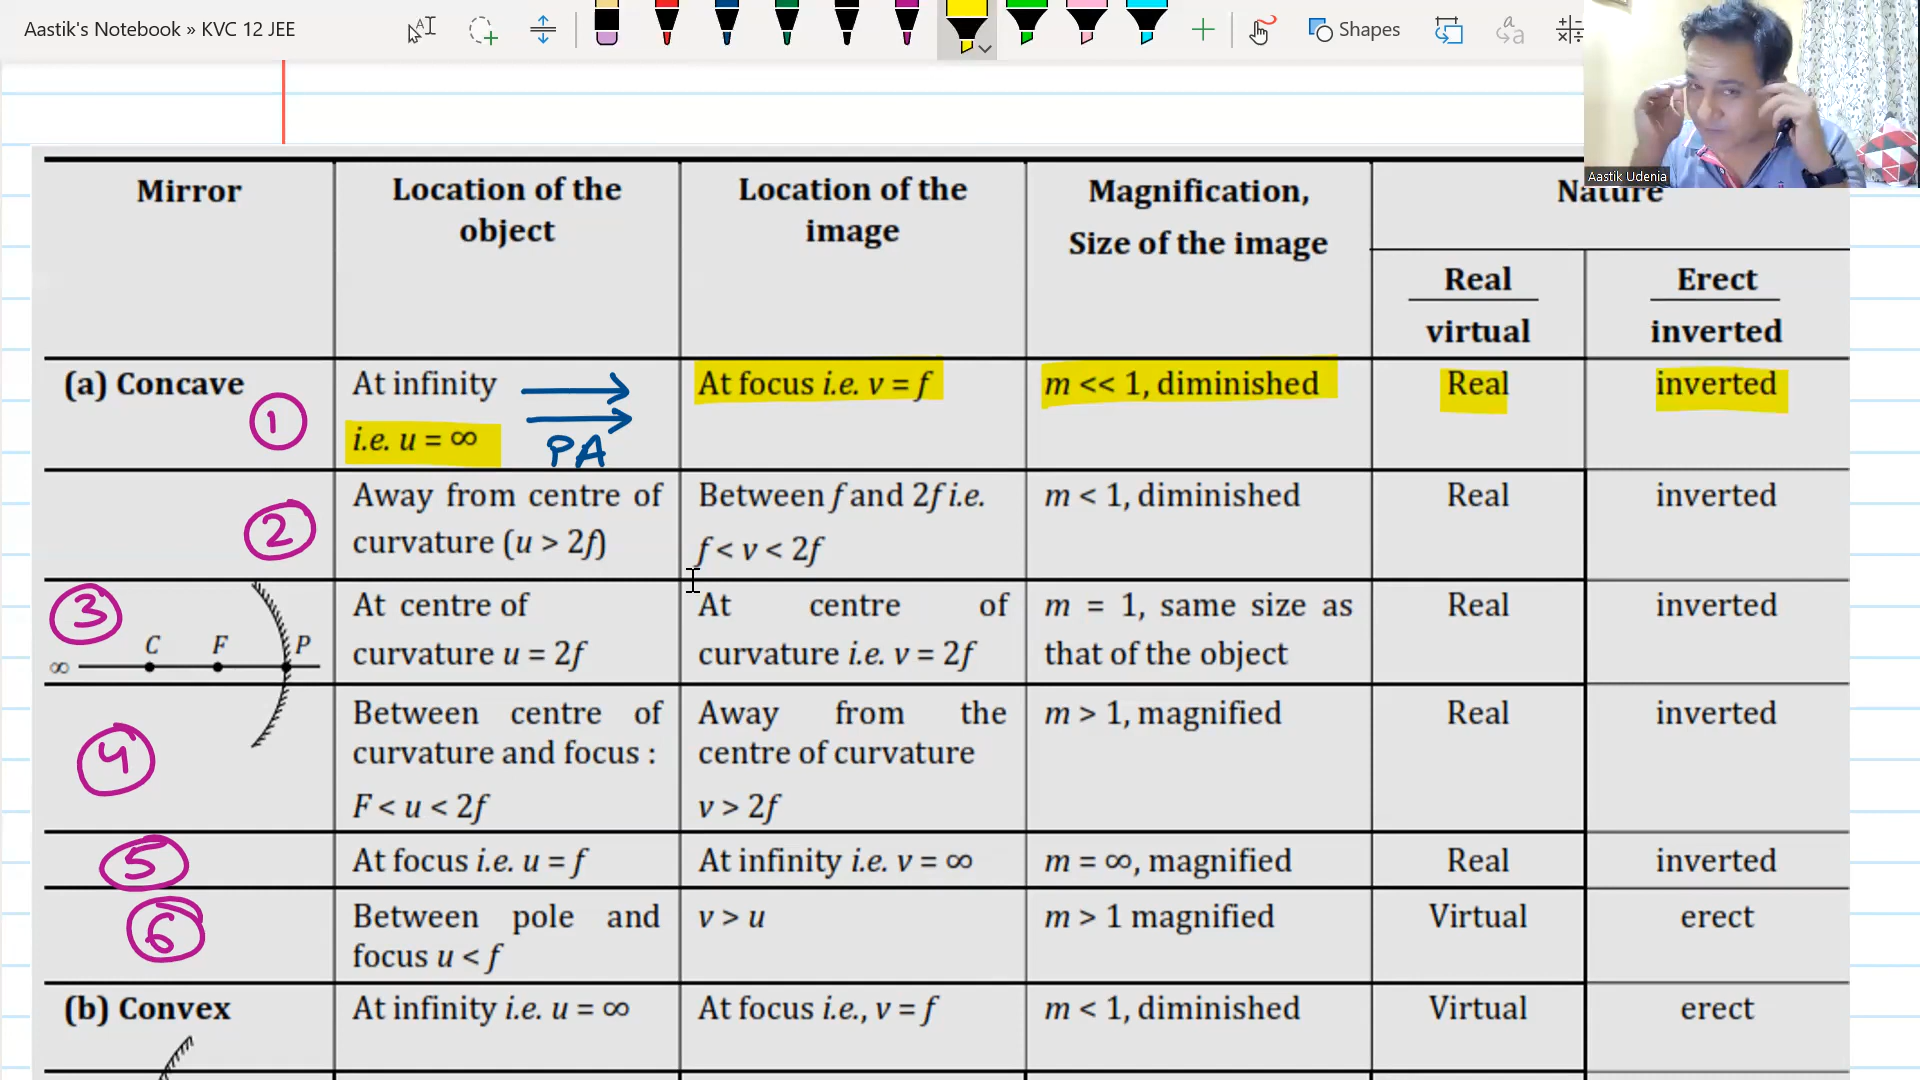 Aastik's Notebook » KVC 12 JEE
Shapes
Aastik Udenia
Mirror
Location of the
object
Location of the
image
Magnification,
Size of the image
Nature
Real
virtual
Erect
inverted
(a) Concave
1
At infinity
i.e. u = ∞
PA
At focus i.e. v = f
m << 1, diminished
Real
inverted
2
Away from centre of
curvature (u > 2f)
Between f and 2f i.e.
f < v < 2f
m < 1, diminished
Real
inverted
3
C F P
∞
At centre of
curvature u = 2f
At centre of
curvature i.e. v = 2f
m = 1, same size as
that of the object
Real
inverted
4
Between centre of
curvature and focus :
F < u < 2f
Away from the
centre of curvature
v > 2f
m > 1, magnified
Real
inverted
5
At focus i.e. u = f
At infinity i.e. v = ∞
m = ∞, magnified
Real
inverted
6
Between pole and
focus u < f
v > u
m > 1 magnified
Virtual
erect
(b) Convex
At infinity i.e. u = ∞
At focus i.e., v = f
m < 1, diminished
Virtual
erect